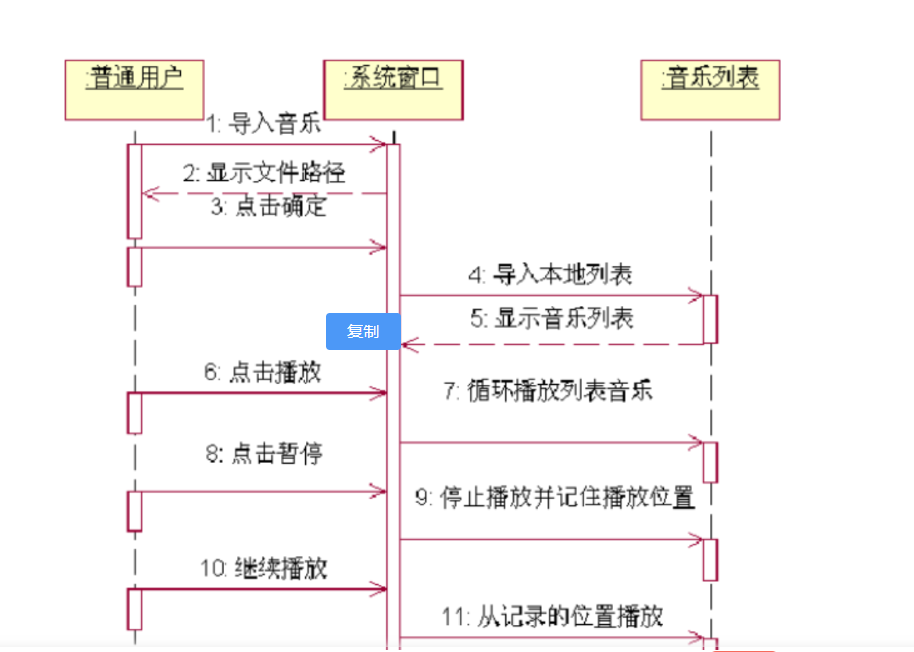 :普通用户
:系统窗口
:音乐列表
1: 导入音乐
2: 显示文件路径
3: 点击确定
4: 导入本地列表
5: 显示音乐列表
复制
6: 点击播放
7: 循环播放列表音乐
8: 点击暂停
9: 停止播放并记住播放位置
10: 继续播放
11: 从记录的位置播放